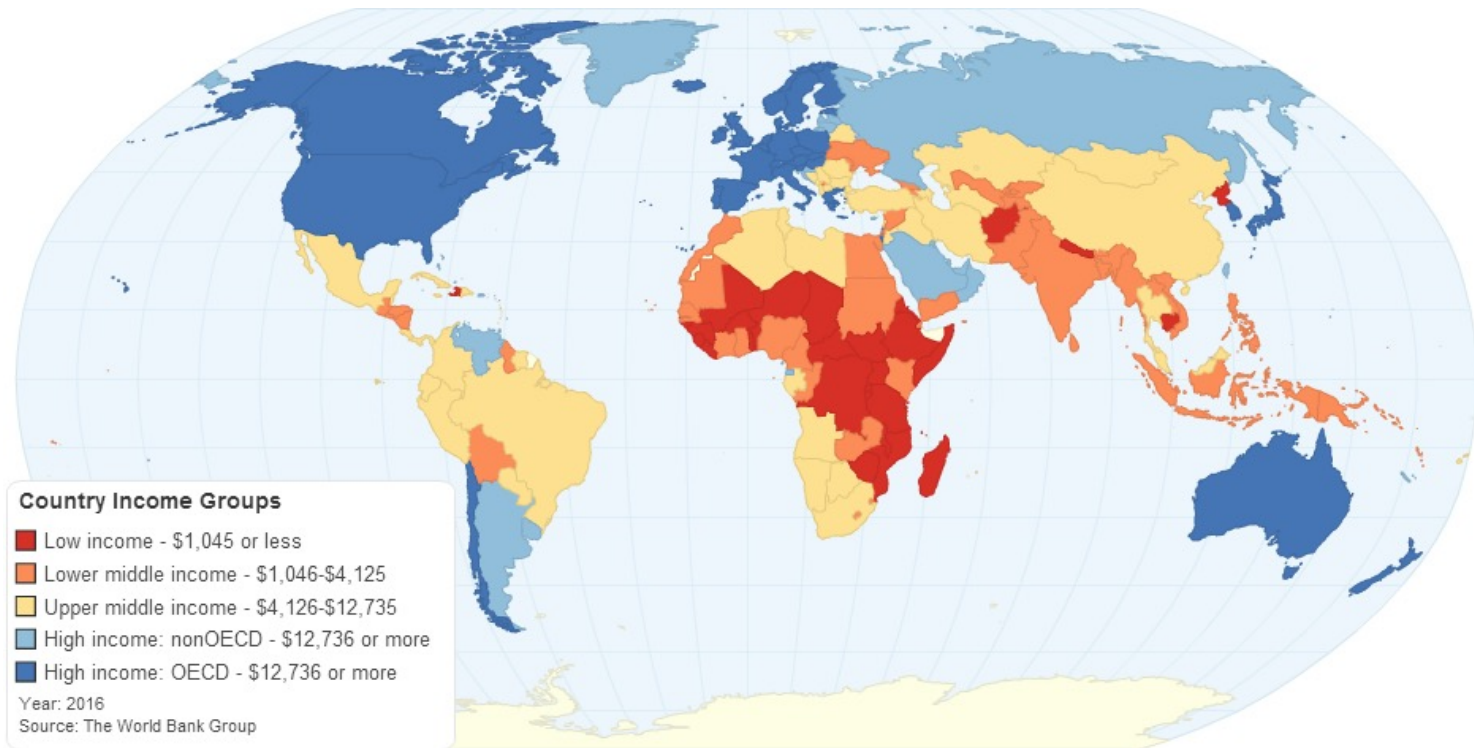 Country Income Groups
Low income - $1,045 or less
Lower middle income - $1,046-$4,125
Upper middle income - $4,126-$12,735
High income: nonOECD - $12,736 or more
High income: OECD - $12,736 or more
Year: 2016
Source: The World Bank Group